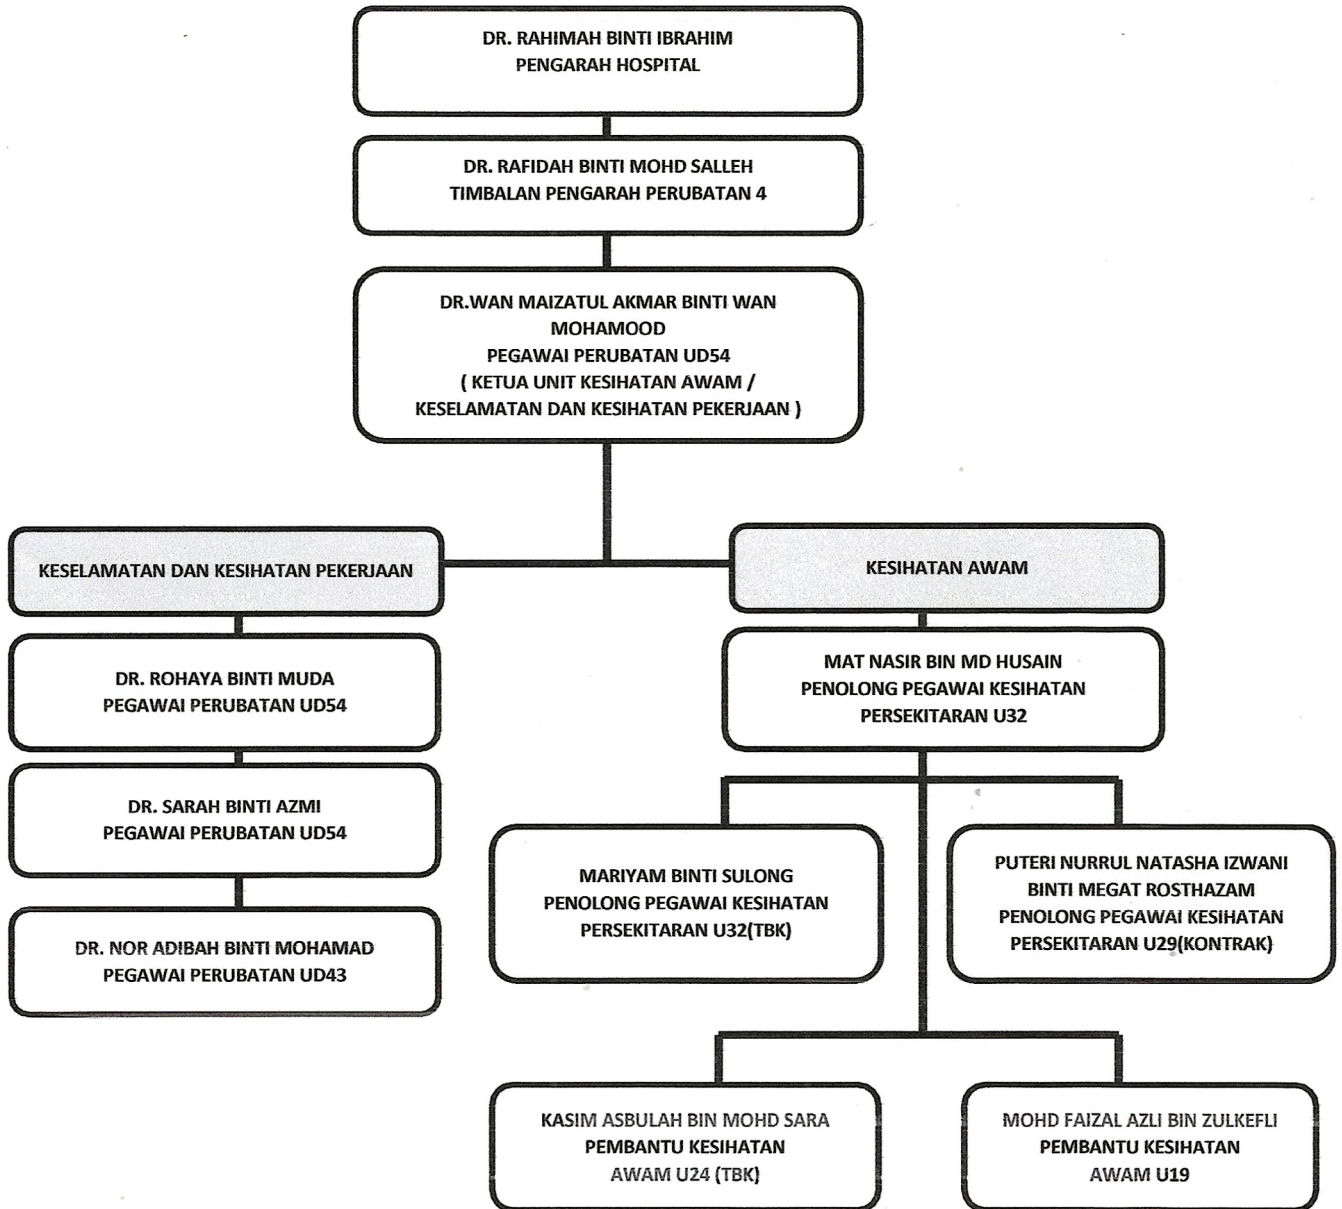 DR. RAHIMAH BINTI IBRAHIM
PENGARAH HOSPITAL
DR. RAFIDAH BINTI MOHD SALLEH
TIMBALAN PENGARAH PERUBATAN 4
DR.WAN MAIZATUL AKMAR BINTI WAN
MOHAMOOD
PEGAWAI PERUBATAN UD54
( KETUA UNIT KESIHATAN AWAM /
KESELAMATAN DAN KESIHATAN PEKERJAAN )
KESELAMATAN DAN KESIHATAN PEKERJAAN
DR. ROHAYA BINTI MUDA
PEGAWAI PERUBATAN UD54
DR. SARAH BINTI AZMI
PEGAWAI PERUBATAN UD54
DR. NOR ADIBAH BINTI MOHAMAD
PEGAWAI PERUBATAN UD43
KESIHATAN AWAM
MAT NASIR BIN MD HUSAIN
PENOLONG PEGAWAI KESIHATAN
PERSEKITARAN U32
MARIYAM BINTI SULONG
PENOLONG PEGAWAI KESIHATAN
PERSEKITARAN U32(TBK)
PUTERI NURRUL NATASHA IZWANI
BINTI MEGAT ROSTHAZAM
PENOLONG PEGAWAI KESIHATAN
PERSEKITARAN U29(KONTRAK)
KASIM ASBULAH BIN MOHD SARA
PEMBANTU KESIHATAN
AWAM U24 (TBK)
MOHD FAIZAL AZLI BIN ZULKEFLI
PEMBANTU KESIHATAN
AWAM U19